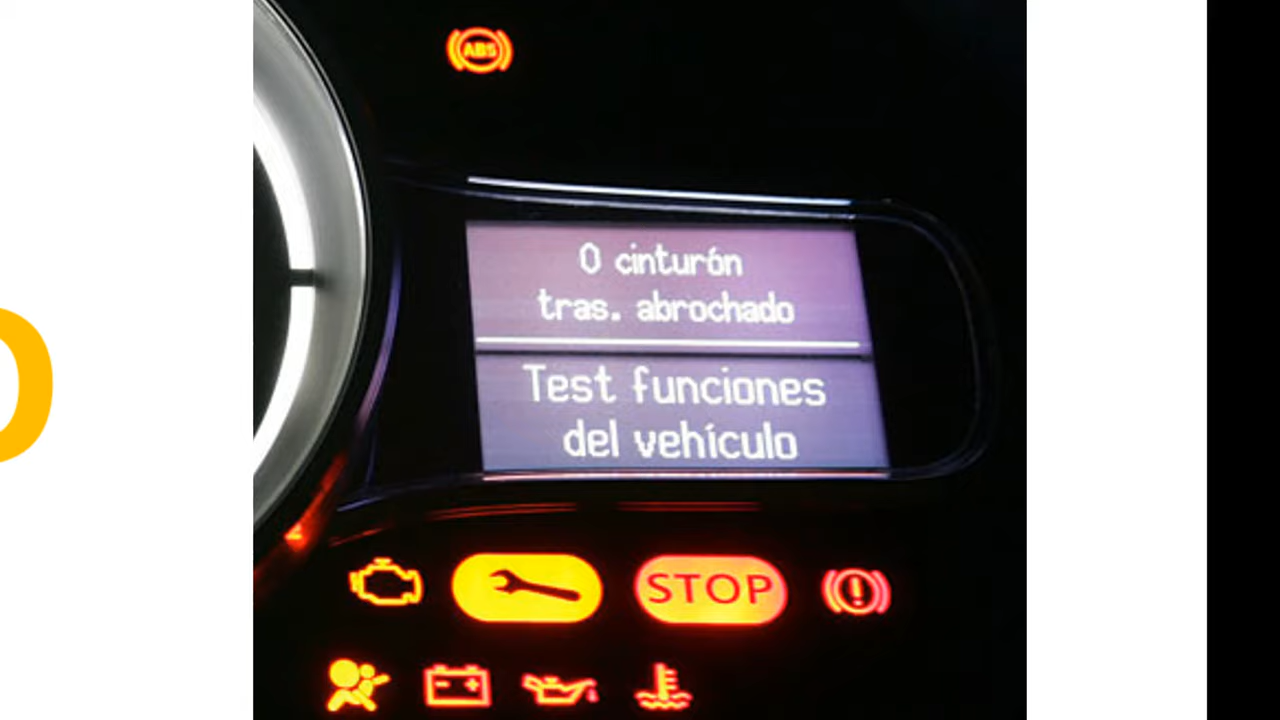 ABS
0 cinturón
tras. abrochado
Test funciones
del vehículo
STOP